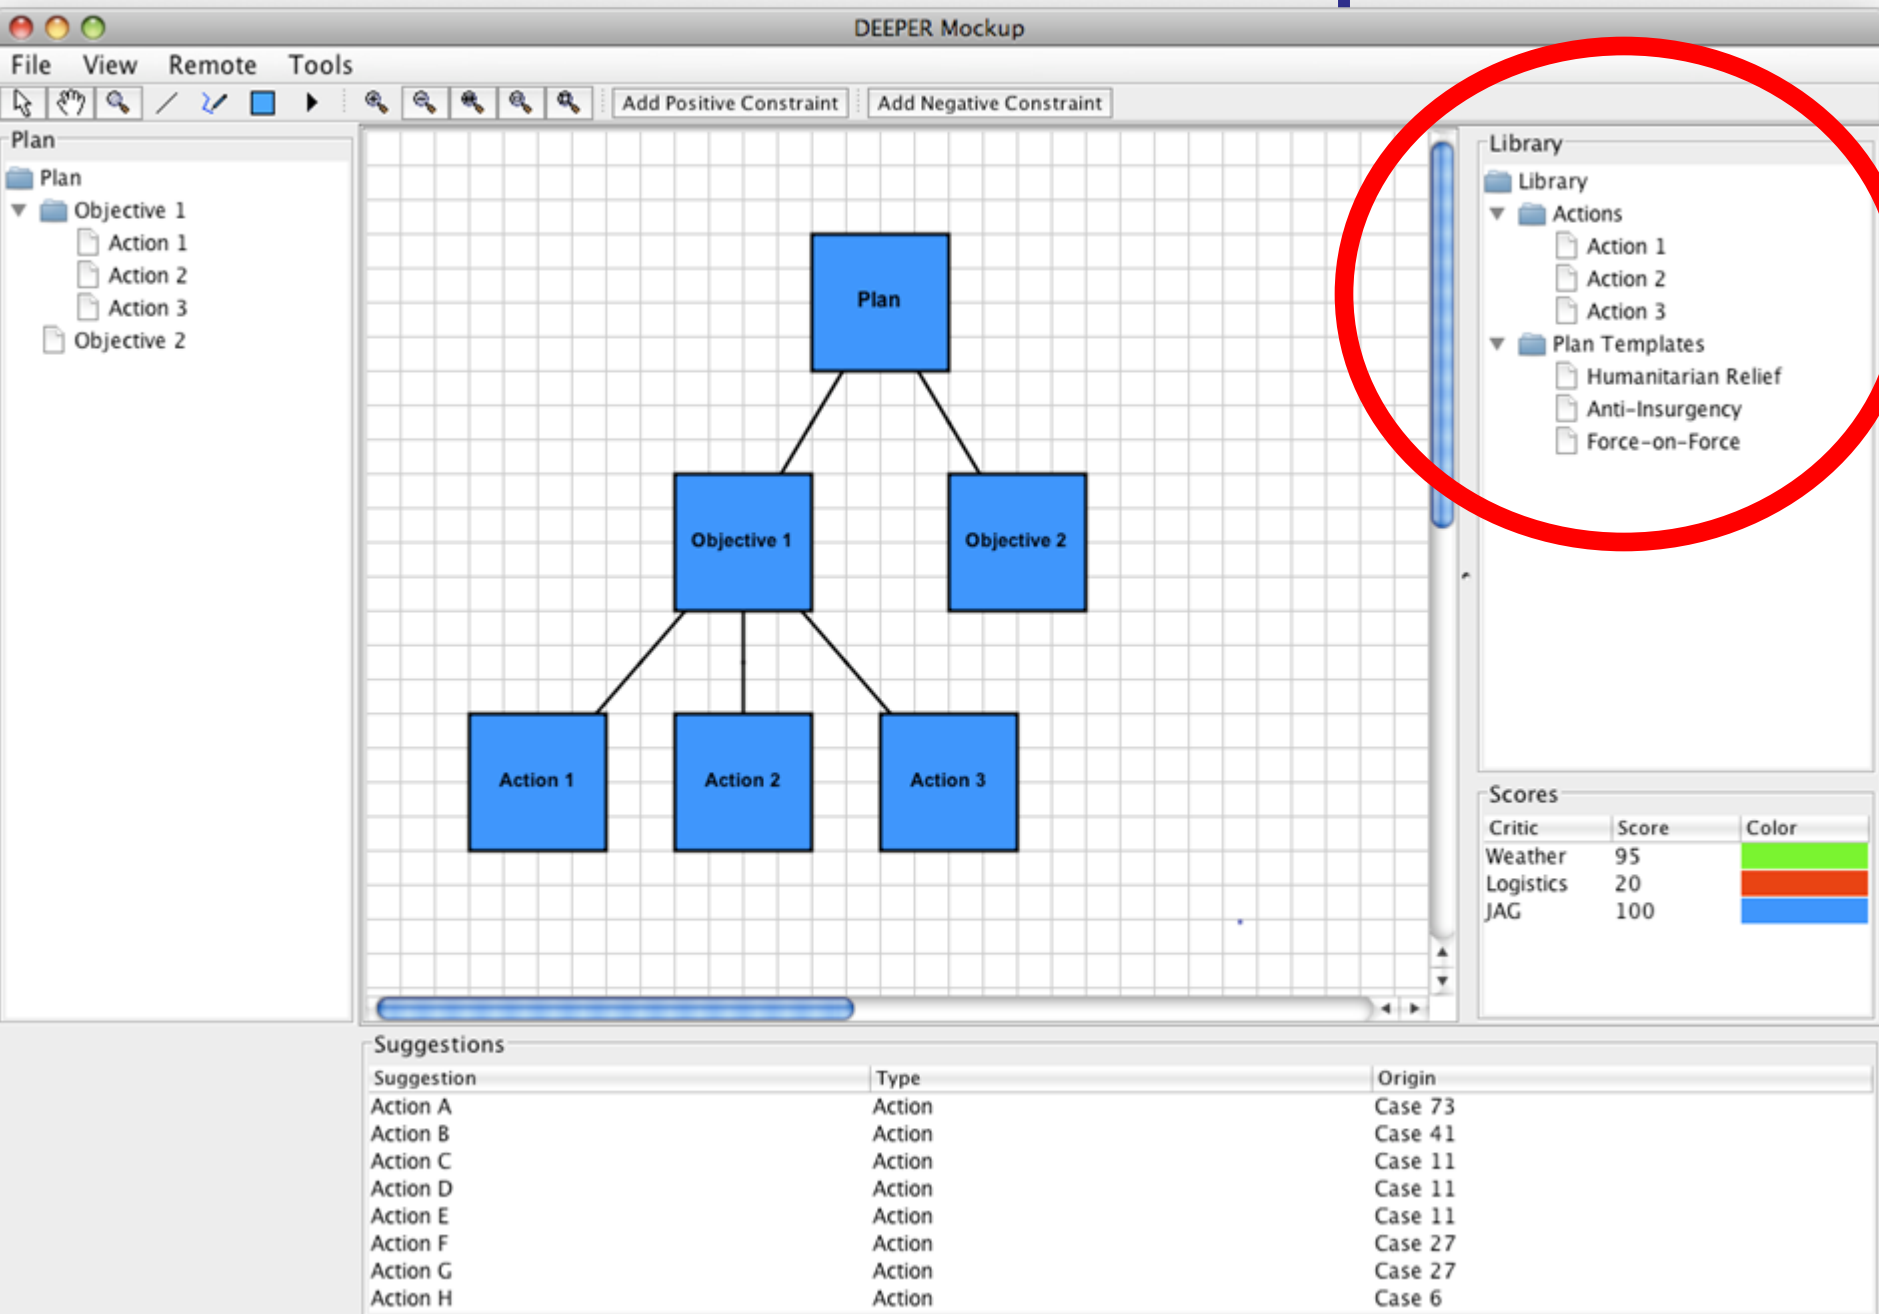 DEEPER Mockup
File View Remote Tools
Add Positive Constraint Add Negative Constraint
Plan
Plan
Objective 1
Action 1
Action 2
Action 3
Objective 2
Plan
Objective 1 Objective 2
Action 1 Action 2 Action 3
Library
Library
Actions
Action 1
Action 2
Action 3
Plan Templates
Humanitarian Relief
Anti-Insurgency
Force-on-Force
Scores
Critic Score Color
Weather 95
Logistics 20
JAG 100
Suggestions
Suggestion Type Origin
Action A Action Case 73
Action B Action Case 41
Action C Action Case 11
Action D Action Case 11
Action E Action Case 11
Action F Action Case 27
Action G Action Case 27
Action H Action Case 6